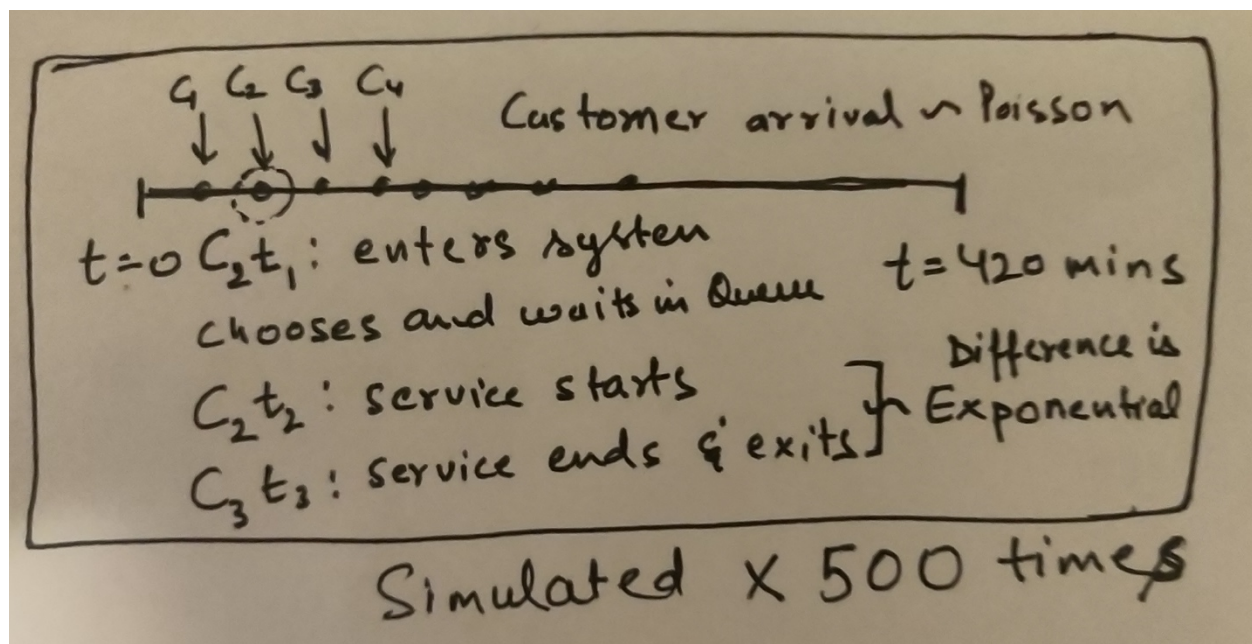 C₁ C₂ C₃ C₄
Customer arrival ~ Poisson
t=0
C₂t₁: enters system
t=420 mins
chooses and waits in Queue
C₂t₂: service starts
C₃t₃: service ends & exits
Difference is
Exponential
Simulated X 500 times